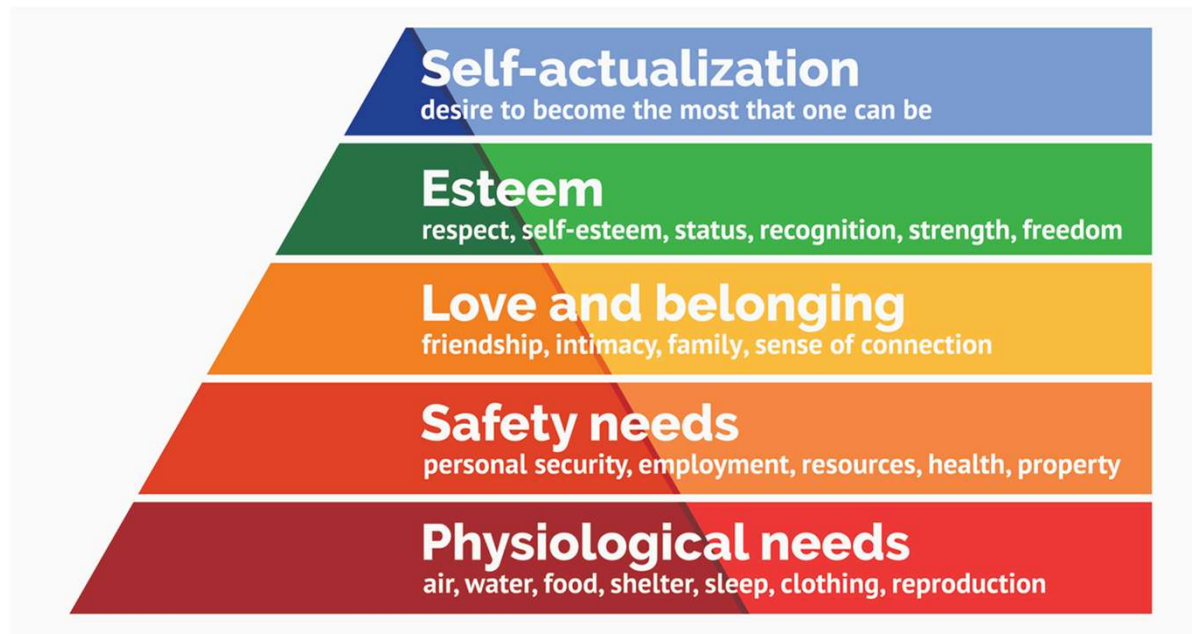 Self-actualization
desire to become the most that one can be
Esteem
respect, self-esteem, status, recognition, strength, freedom
Love and belonging
friendship, intimacy, family, sense of connection
Safety needs
personal security, employment, resources, health, property
Physiological needs
air, water, food, shelter, sleep, clothing, reproduction